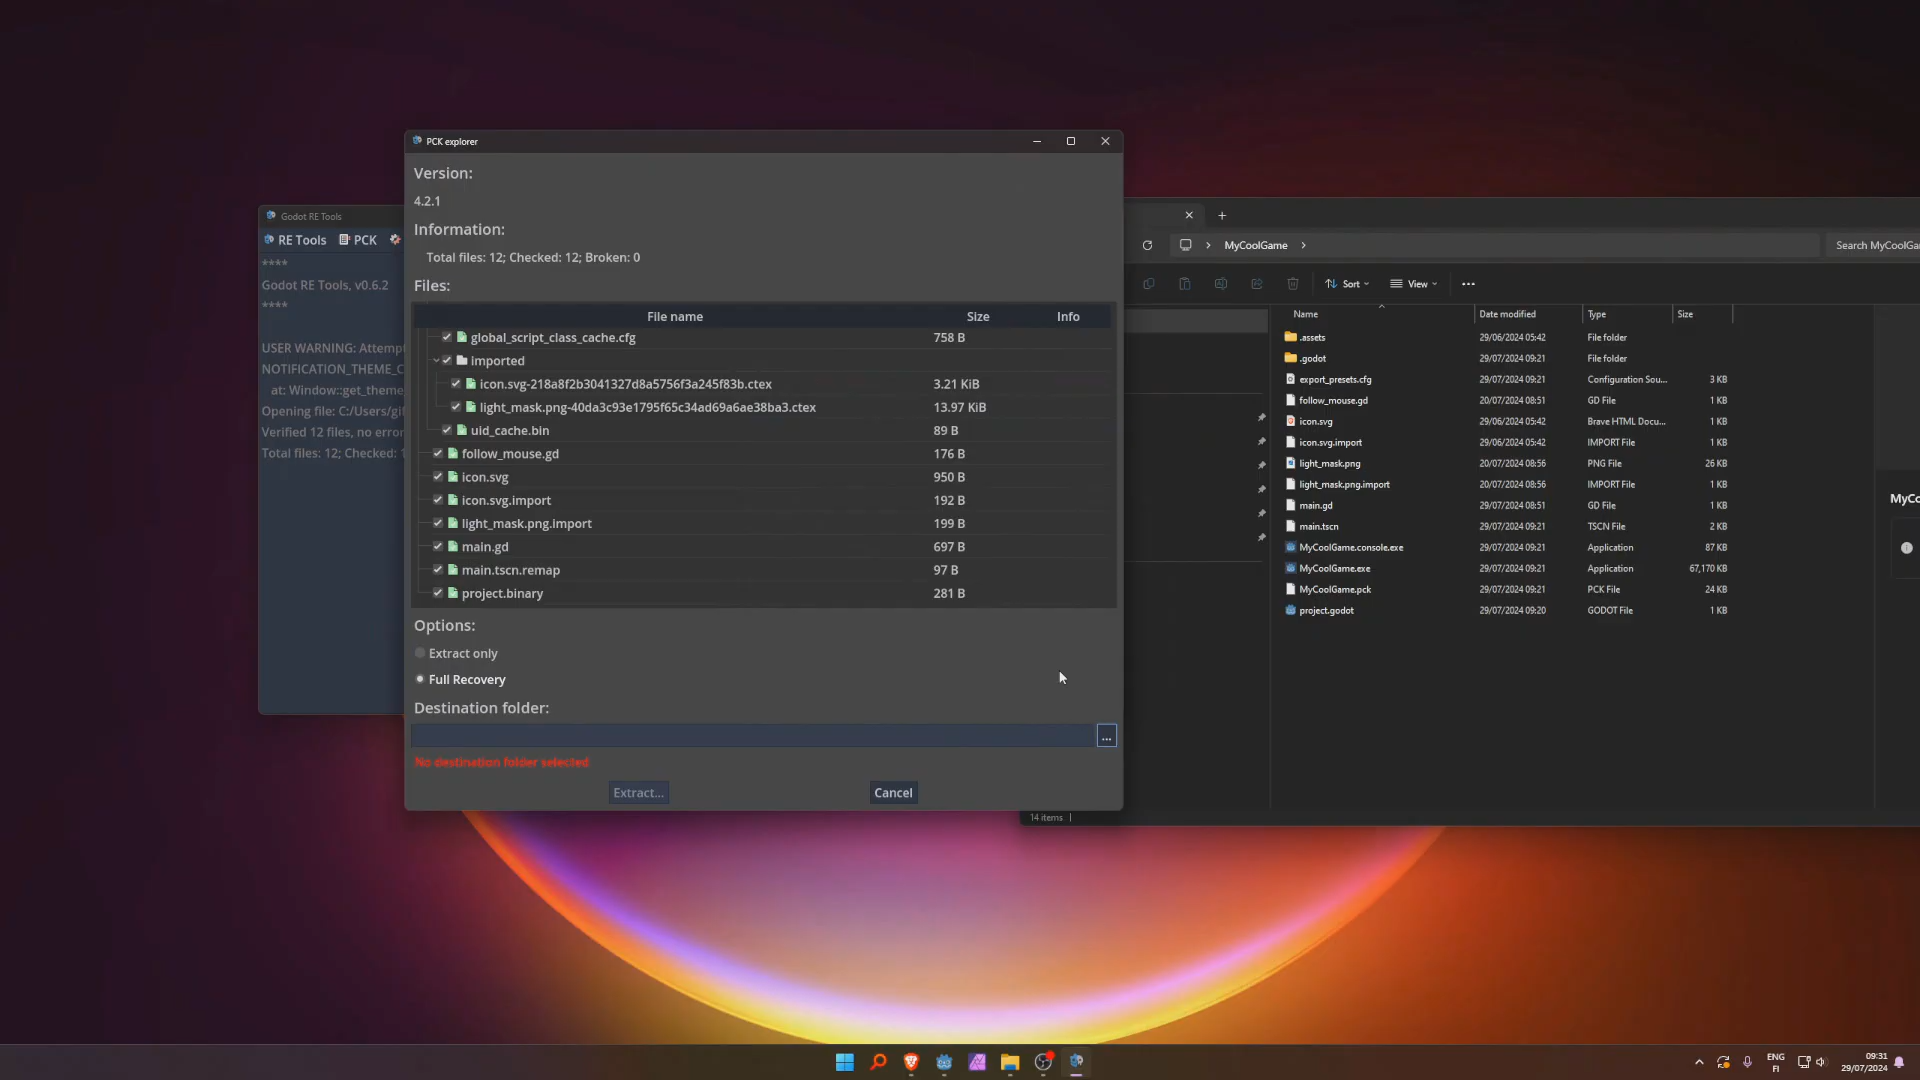 PCK explorer
Version:
4.2.1
Information:
Total files: 12; Checked: 12; Broken: 0
Files:
File name Size Info
global_script_class_cache.cfg 758 B
imported
icon.svg-218a8f2b3041327d8a5756f3a245f83b.ctex 3.21 KiB
light_mask.png-40da3c93e1795f65c34ad69a6ae38ba3.ctex 13.97 KiB
uid_cache.bin 89 B
follow_mouse.gd 176 B
icon.svg 950 B
icon.svg.import 192 B
light_mask.png.import 199 B
main.gd 697 B
main.tscn.remap 97 B
project.binary 281 B
Options:
Extract only
Full Recovery
Destination folder:
...
No destination folder selected
Extract...
Cancel
Godot RE Tools
RE Tools PCK
****
Godot RE Tools, v0.6.2
****
USER WARNING: Attemp
NOTIFICATION_THEME_C
at: Window::get_theme
Opening file: C:/Users/gi
Verified 12 files, no error
Total files: 12; Checked: 1
MyCoolGame
Search MyCoolGa
Sort View
Name Date modified Type Size
.assets 29/06/2024 05:42 File folder
.godot 29/07/2024 09:21 File folder
export_presets.cfg 29/07/2024 09:21 Configuration Sou... 3 KB
follow_mouse.gd 20/07/2024 08:51 GD File 1 KB
icon.svg 29/06/2024 05:42 Brave HTML Docu... 1 KB
icon.svg.import 29/06/2024 05:42 IMPORT File 1 KB
light_mask.png 20/07/2024 08:56 PNG File 26 KB
light_mask.png.import 20/07/2024 08:56 IMPORT File 1 KB
main.gd 20/07/2024 08:51 GD File 1 KB
main.tscn 29/07/2024 09:21 TSCN File 2 KB
MyCoolGame.console.exe 29/07/2024 09:21 Application 87 KB
MyCoolGame.exe 29/07/2024 09:21 Application 67,170 KB
MyCoolGame.pck 29/07/2024 09:21 PCK File 24 KB
project.godot 29/07/2024 09:20 GODOT File 1 KB
MyCo
14 items
ENG
FI
09:31
29/07/2024